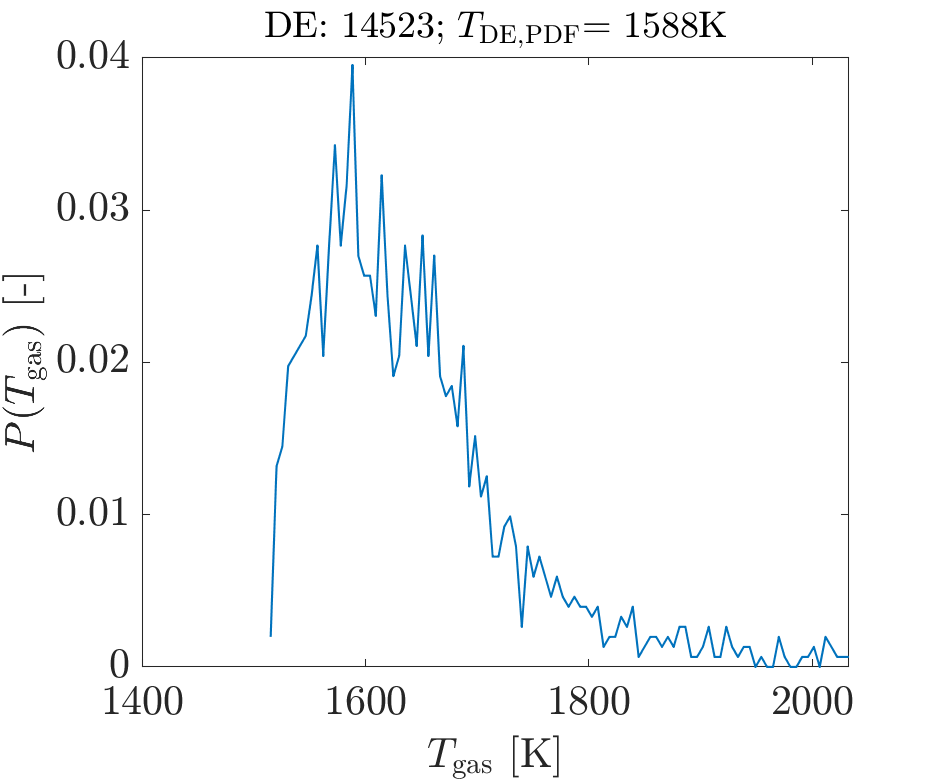 DE: 14523; T_DE,PDF= 1588K
0.04
0.03
0.02
0.01
0
P(T_gas) [-]
1400 1600 1800 2000
T_gas [K]